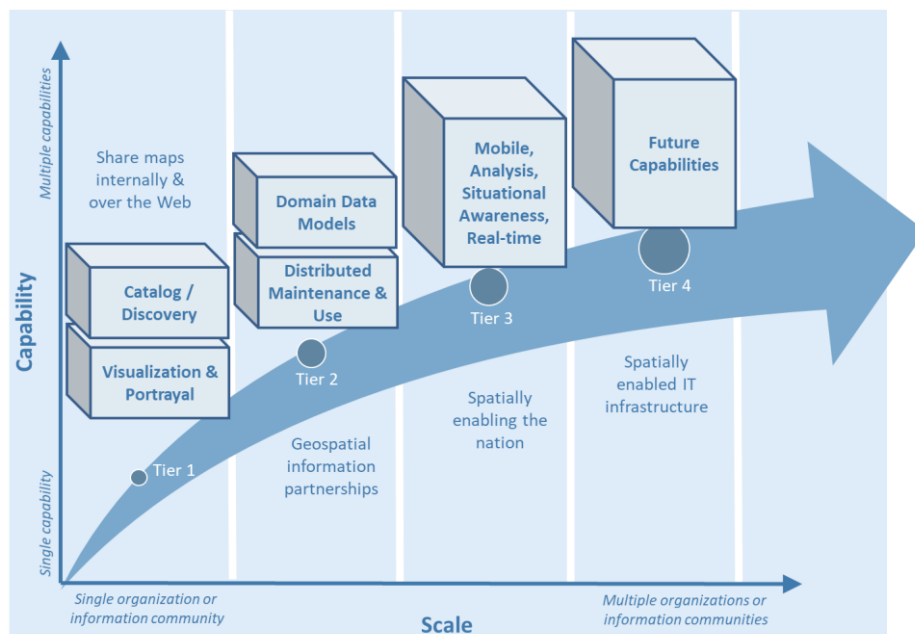 Multiple capabilities
Capability
Single capability
Share maps
internally &
over the Web
Catalog /
Discovery
Visualization &
Portrayal
Tier 1
Domain Data
Models
Distributed
Maintenance &
Use
Tier 2
Geospatial
information
partnerships
Mobile,
Analysis,
Situational
Awareness,
Real-time
Tier 3
Spatially
enabling the
nation
Future
Capabilities
Tier 4
Spatially
enabled IT
infrastructure
Single organization or
information community
Scale
Multiple organizations or
information communities